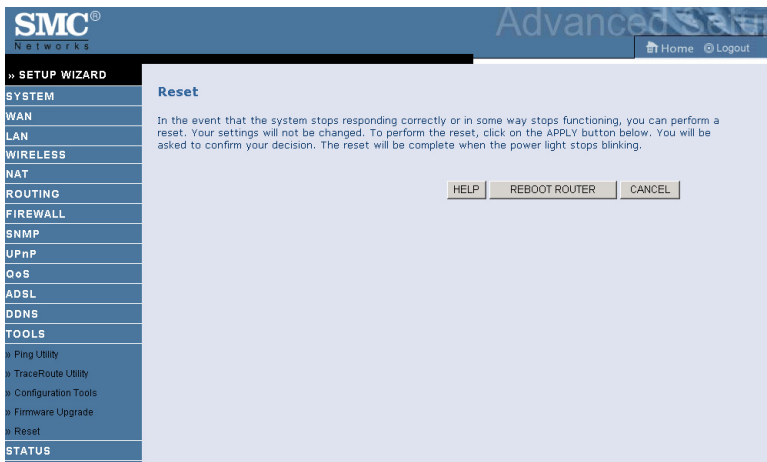 SMC®
Networks
Advanced Setup
Home Logout
» SETUP WIZARD
SYSTEM
WAN
LAN
WIRELESS
NAT
ROUTING
FIREWALL
SNMP
UPnP
QoS
ADSL
DDNS
TOOLS
» Ping Utility
» TraceRoute Utility
» Configuration Tools
» Firmware Upgrade
» Reset
STATUS
Reset
In the event that the system stops responding correctly or in some way stops functioning, you can perform a
reset. Your settings will not be changed. To perform the reset, click on the APPLY button below. You will be
asked to confirm your decision. The reset will be complete when the power light stops blinking.
HELP REBOOT ROUTER CANCEL